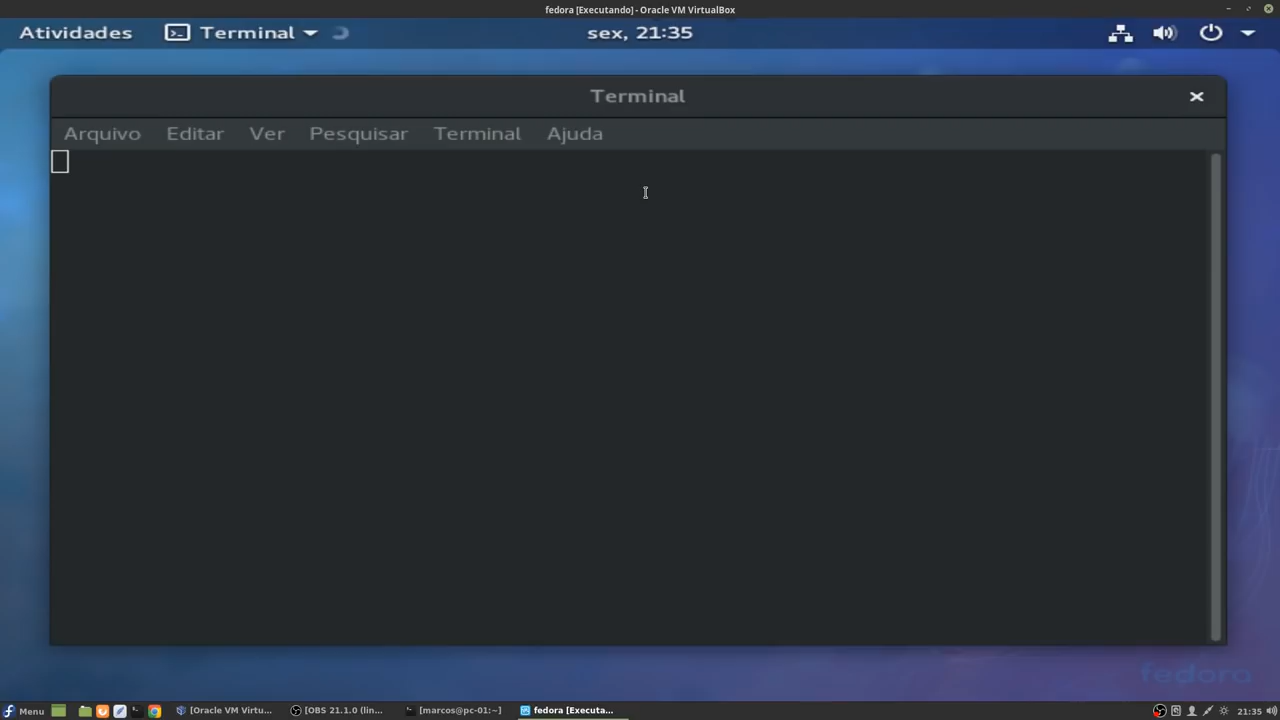 fedora [Executando] - Oracle VM VirtualBox
Atividades Terminal sex, 21:35
Terminal
Arquivo Editar Ver Pesquisar Terminal Ajuda
fedora
Menu [Oracle VM Virtu... [OBS 21.1.0 (lin... [marcos@pc-01:~] fedora [Executa... 21:35